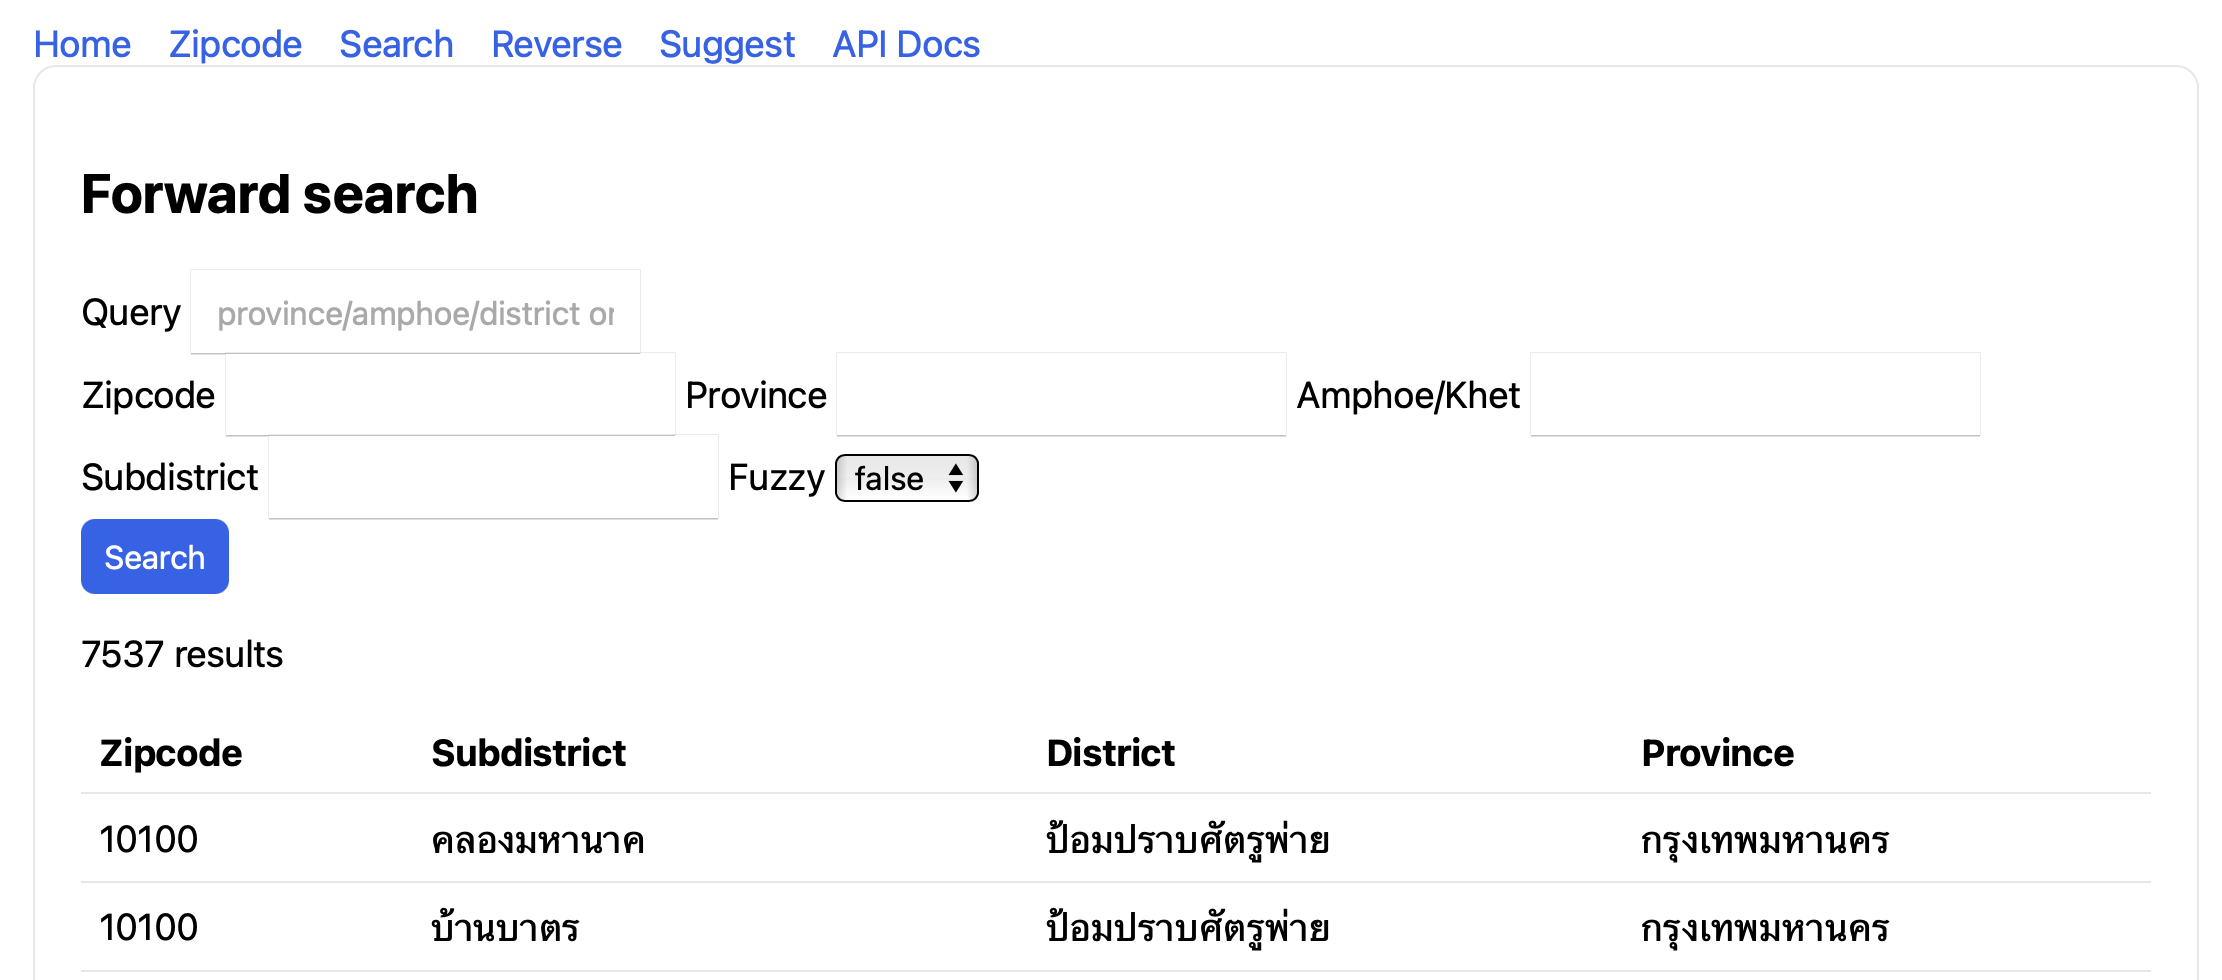 Home Zipcode Search Reverse Suggest API Docs
Forward search
Query province/amphoe/district or
Zipcode Province Amphoe/Khet
Subdistrict Fuzzy false
Search
7537 results
Zipcode Subdistrict District Province
10100 คลองมหานาค ป้อมปราบศัตรูพ่าย กรุงเทพมหานคร
10100 บ้านบาตร ป้อมปราบศัตรูพ่าย กรุงเทพมหานคร